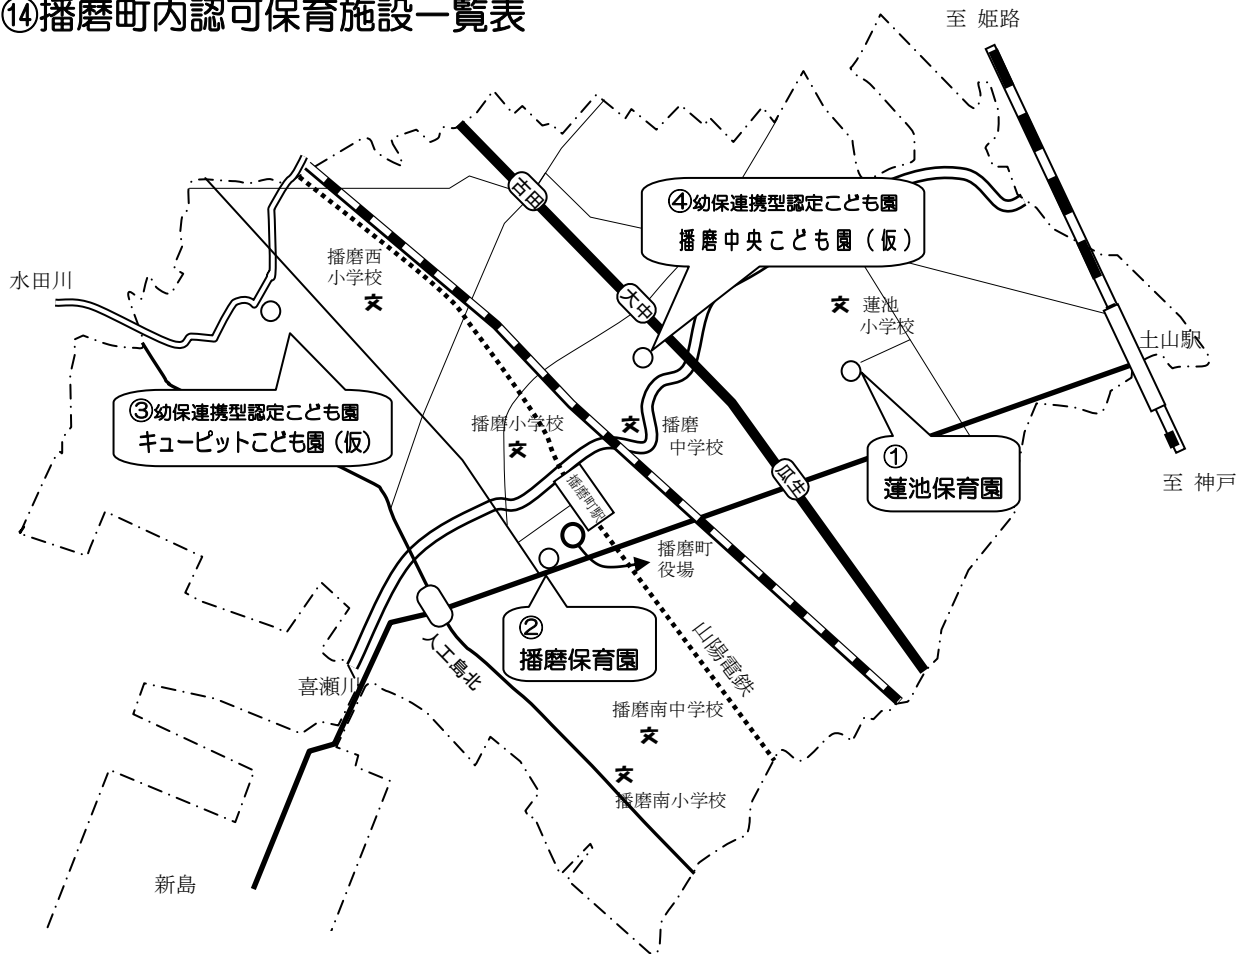 ⑭播磨町内認可保育施設一覧表
至 姫路
古田
④幼保連携型認定こども園
播磨中央こども園（仮）
播磨西
小学校
文
水田川
大中
文
蓮池
小学校
土山駅
③幼保連携型認定こども園
キューピットこども園（仮）
播磨小学校
文
文
播磨
中学校
①
蓮池保育園
瓜生
至 神戸
播磨町駅
播磨町
役場
②
播磨保育園
人工島北
山陽電鉄
喜瀬川
播磨南中学校
文
文
播磨南小学校
新島